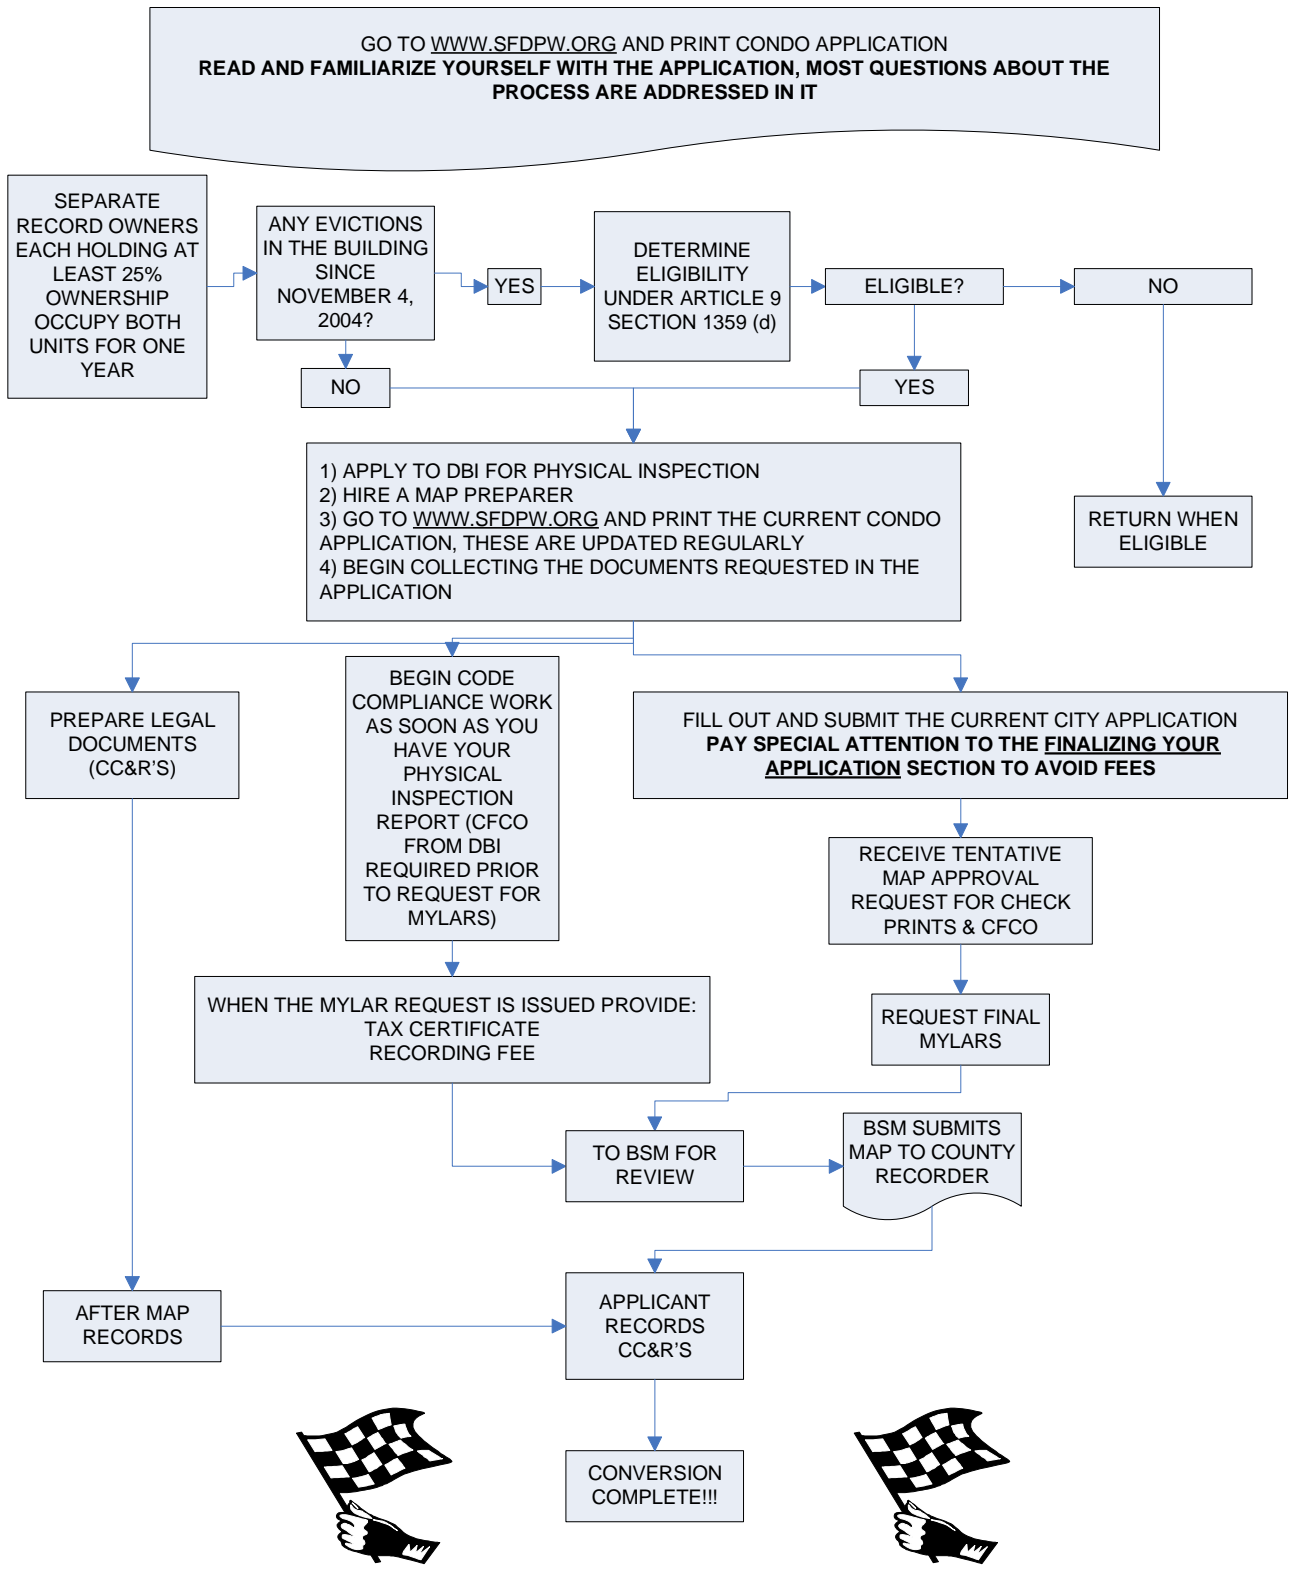 GO TO WWW.SFDPW.ORG AND PRINT CONDO APPLICATION
READ AND FAMILIARIZE YOURSELF WITH THE APPLICATION, MOST QUESTIONS ABOUT THE
PROCESS ARE ADDRESSED IN IT
SEPARATE
RECORD OWNERS
EACH HOLDING AT
LEAST 25%
OWNERSHIP
OCCUPY BOTH
UNITS FOR ONE
YEAR
ANY EVICTIONS
IN THE BUILDING
SINCE
NOVEMBER 4,
2004?
YES
DETERMINE
ELIGIBILITY
UNDER ARTICLE 9
SECTION 1359 (d)
ELIGIBLE?
NO
NO
YES
1) APPLY TO DBI FOR PHYSICAL INSPECTION
2) HIRE A MAP PREPARER
3) GO TO WWW.SFDPW.ORG AND PRINT THE CURRENT CONDO
APPLICATION, THESE ARE UPDATED REGULARLY
4) BEGIN COLLECTING THE DOCUMENTS REQUESTED IN THE
APPLICATION
RETURN WHEN
ELIGIBLE
PREPARE LEGAL
DOCUMENTS
(CC&R'S)
BEGIN CODE
COMPLIANCE WORK
AS SOON AS YOU
HAVE YOUR
PHYSICAL
INSPECTION
REPORT (CFCO
FROM DBI
REQUIRED PRIOR
TO REQUEST FOR
MYLARS)
FILL OUT AND SUBMIT THE CURRENT CITY APPLICATION
PAY SPECIAL ATTENTION TO THE FINALIZING YOUR
APPLICATION SECTION TO AVOID FEES
RECEIVE TENTATIVE
MAP APPROVAL
REQUEST FOR CHECK
PRINTS & CFCO
WHEN THE MYLAR REQUEST IS ISSUED PROVIDE:
TAX CERTIFICATE
RECORDING FEE
REQUEST FINAL
MYLARS
TO BSM FOR
REVIEW
BSM SUBMITS
MAP TO COUNTY
RECORDER
AFTER MAP
RECORDS
APPLICANT
RECORDS
CC&R'S
CONVERSION
COMPLETE!!!